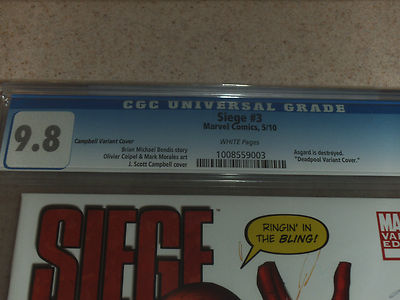 CGC UNIVERSAL GRADE
Siege #3
Marvel Comics, 5/10
9.8
Campbell Variant Cover
WHITE Pages
Brian Michael Bendis story
Olivier Coipel & Mark Morales art
J. Scott Campbell cover
1008559003
Asgard is destroyed.
"Deadpool Variant Cover."
SIEGE
RINGIN' IN
THE BLING!
MA
VARI
EDI